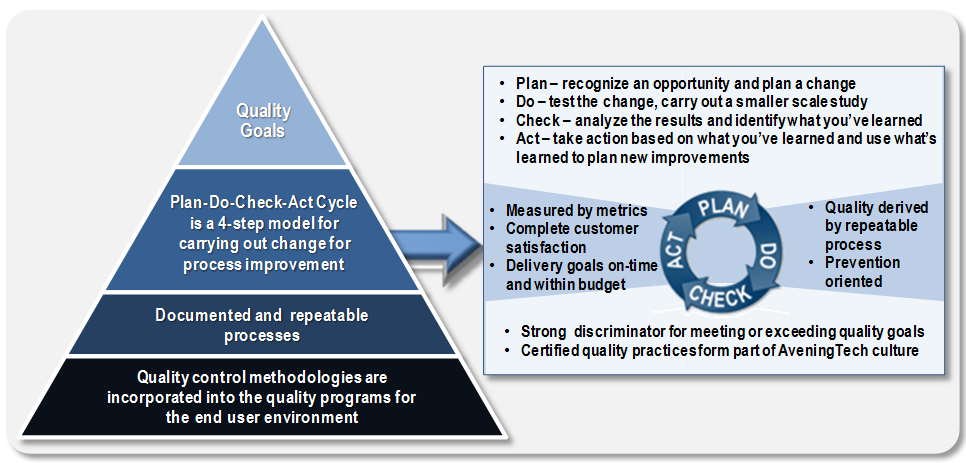 Quality
Goals
Plan-Do-Check-Act Cycle
is a 4-step model for
carrying out change for
process improvement
Documented and repeatable
processes
Quality control methodologies are
incorporated into the quality programs for
the end user environment
• Plan – recognize an opportunity and plan a change
• Do – test the change, carry out a smaller scale study
• Check – analyze the results and identify what you've learned
• Act – take action based on what you've learned and use what's
learned to plan new improvements
• Measured by metrics
• Complete customer
satisfaction
• Delivery goals on-time
and within budget
PLAN
DO
CHECK
ACT
• Quality derived
by repeatable
process
• Prevention
oriented
• Strong discriminator for meeting or exceeding quality goals
• Certified quality practices form part of AveningTech culture